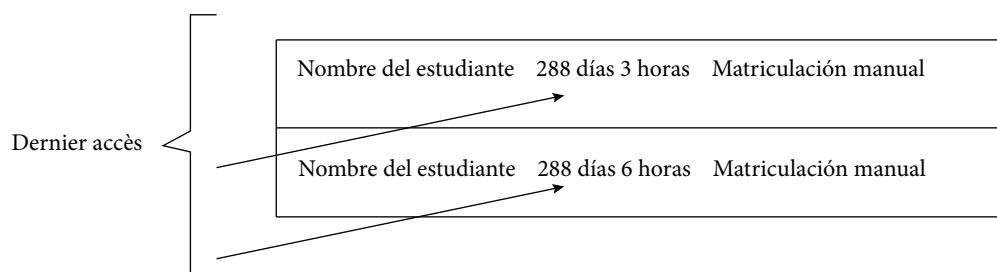 Nombre del estudiante 288 días 3 horas Matriculación manual
Dernier accès
Nombre del estudiante 288 días 6 horas Matriculación manual